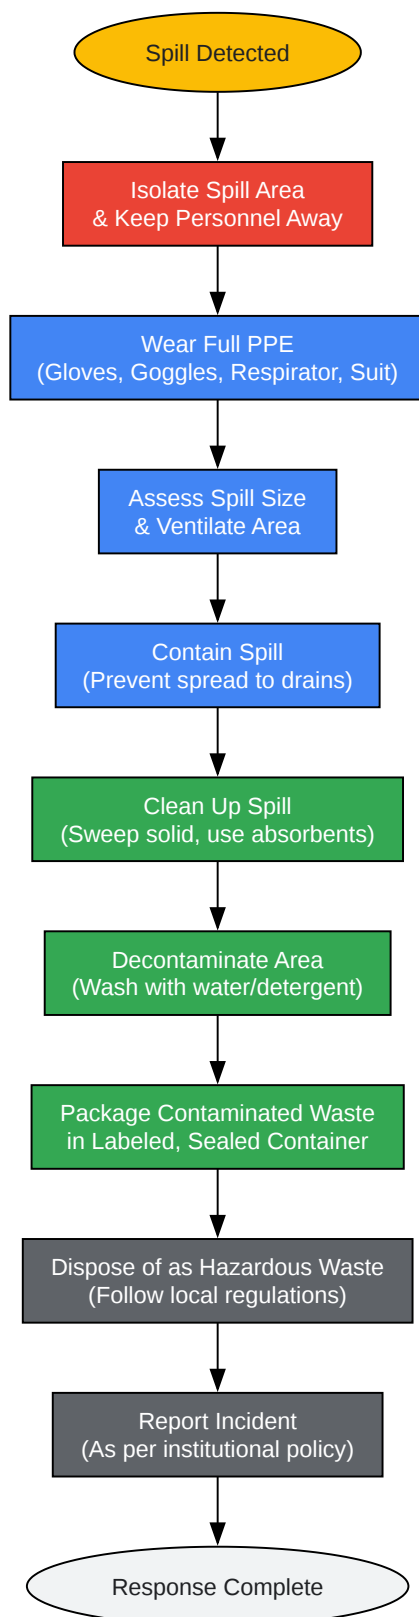 Spill Detected
Isolate Spill Area
& Keep Personnel Away
Wear Full PPE
(Gloves, Goggles, Respirator, Suit)
Assess Spill Size
& Ventilate Area
Contain Spill
(Prevent spread to drains)
Clean Up Spill
(Sweep solid, use absorbents)
Decontaminate Area
(Wash with water/detergent)
Package Contaminated Waste
in Labeled, Sealed Container
Dispose of as Hazardous Waste
(Follow local regulations)
Report Incident
(As per institutional policy)
Response Complete